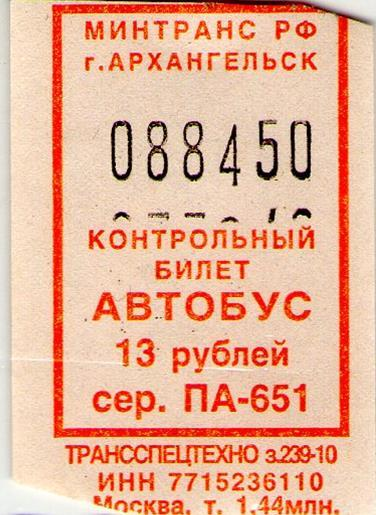 МИНТРАНС РФ
г.АРХАНГЕЛЬСК
088450
КОНТРОЛЬНЫЙ
БИЛЕТ
АВТОБУС
13 рублей
сер. ПА-651
ТРАНССПЕЦТЕХНО з.239-10
ИНН 7715236110
Москва, т. 1.44млн.